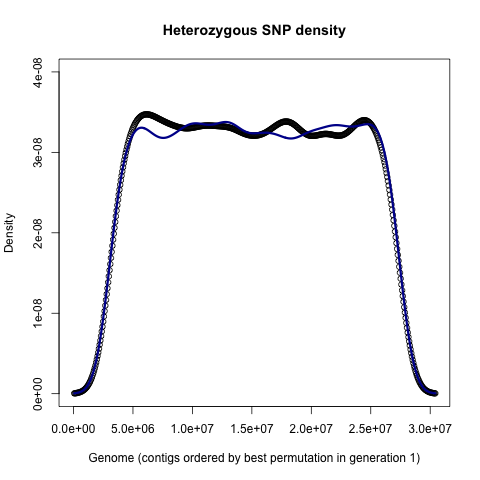 Heterozygous SNP density
4e-08
3e-08
2e-08
1e-08
0e+00
Density
0.0e+00 5.0e+06 1.0e+07 1.5e+07 2.0e+07 2.5e+07 3.0e+07
Genome (contigs ordered by best permutation in generation 1)